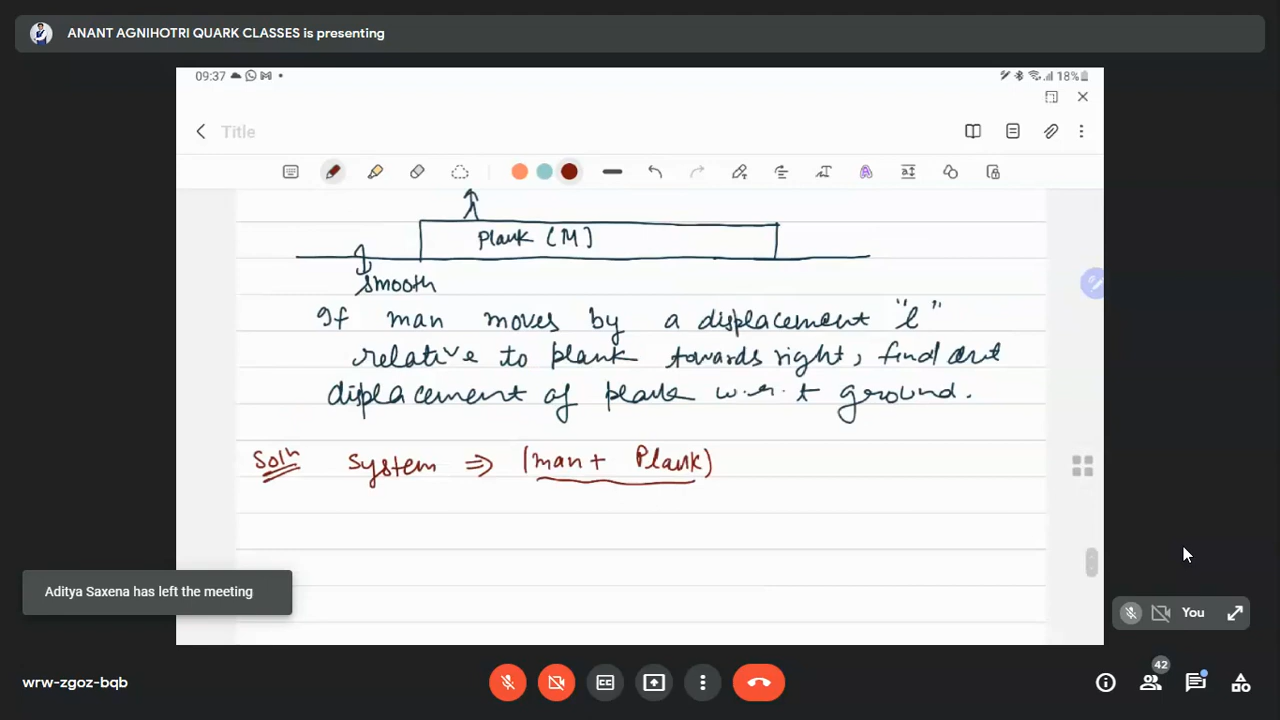 ANANT AGNIHOTRI QUARK CLASSES is presenting
09:37
18%
Title
Plank (M)
smooth
If man moves by a displacement "l"
relative to plank towards right, find out
displacement of plank w.r.t ground.
Soln System ⇒ (man + Plank)
Aditya Saxena has left the meeting
You
wrw-zgoz-bqb
42